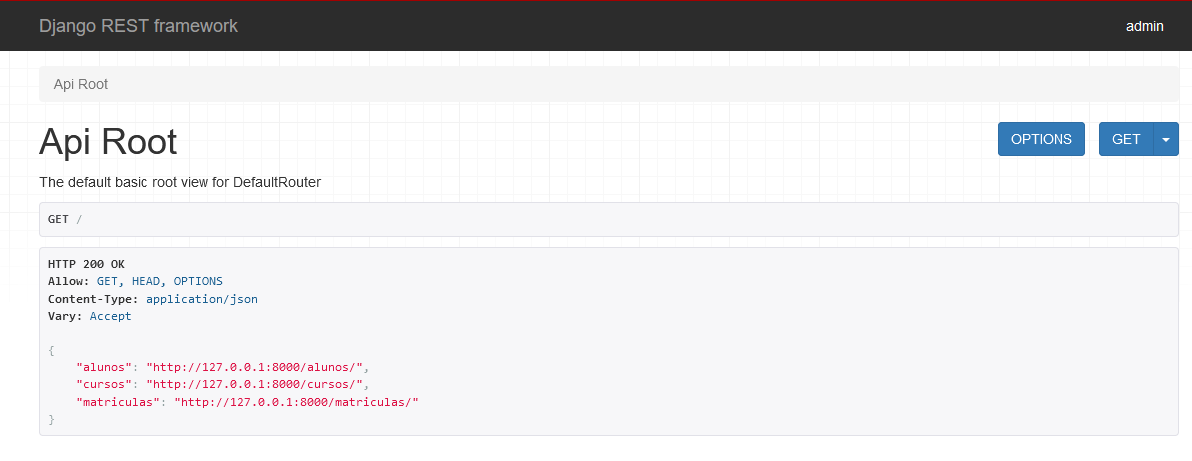 Django REST framework
admin
Api Root
Api Root
OPTIONS
GET
The default basic root view for DefaultRouter
GET /
HTTP 200 OK
Allow: GET, HEAD, OPTIONS
Content-Type: application/json
Vary: Accept
{
    "alunos": "http://127.0.0.1:8000/alunos/",
    "cursos": "http://127.0.0.1:8000/cursos/",
    "matriculas": "http://127.0.0.1:8000/matriculas/"
}